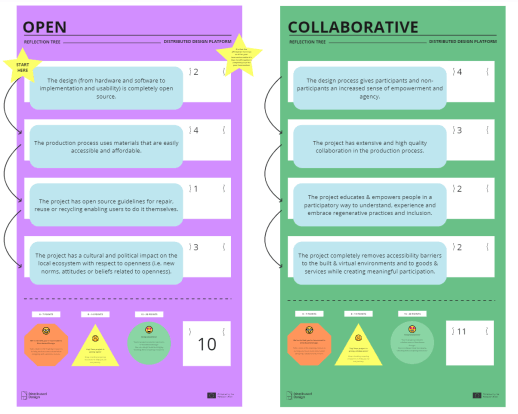 OPEN
REFLECTION TREE
DISTRIBUTED DESIGN PLATFORM
START
HERE
The design (from hardware and software to
implementation and usability) is completely open
source.
2
The production process uses materials that are easily
accessible and affordable.
4
The project has open source guidelines for repair,
reuse or recycling enabling users to do it themselves.
1
The project has a cultural and political impact on the
local ecosystem with respect to openness (i.e. new
norms, attitudes or beliefs related to openness).
3
10
COLLABORATIVE
REFLECTION TREE
DISTRIBUTED DESIGN PLATFORM
The design process gives participants and non-
participants an increased sense of empowerment and
agency.
4
The project has extensive and high quality
collaboration in the production process.
3
The project educates & empowers people in a
participatory way to understand, experience and
embrace regenerative practices and inclusion.
2
The project completely removes accessibility barriers
to the built & virtual environments and to goods &
services while creating meaningful participation.
2
11